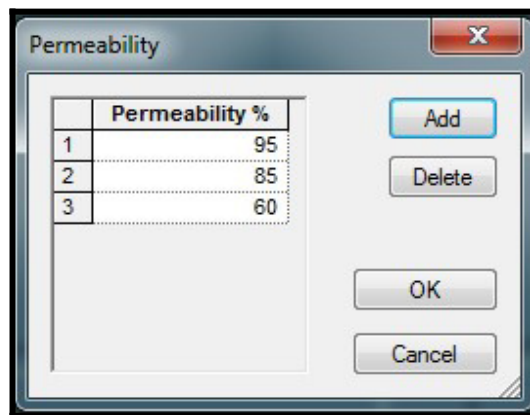 Permeability
Permeability %
1 95
2 85
3 60
Add
Delete
OK
Cancel